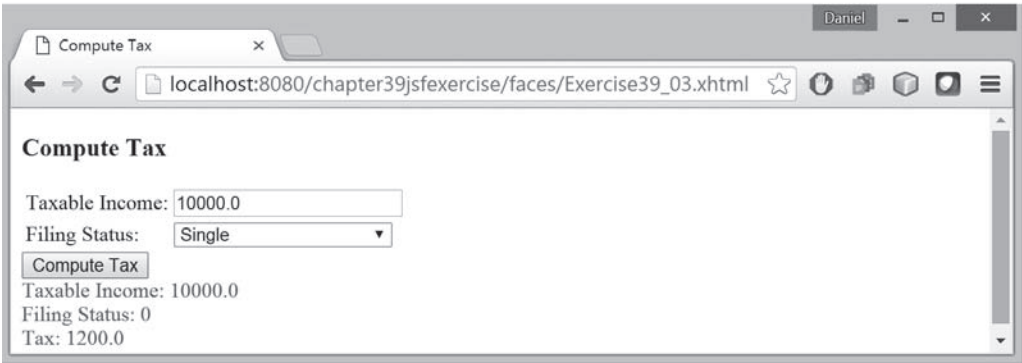 Daniel
Compute Tax
localhost:8080/chapter39jsfexercise/faces/Exercise39_03.xhtml
Compute Tax
Taxable Income: 10000.0
Filing Status: Single
Compute Tax
Taxable Income: 10000.0
Filing Status: 0
Tax: 1200.0